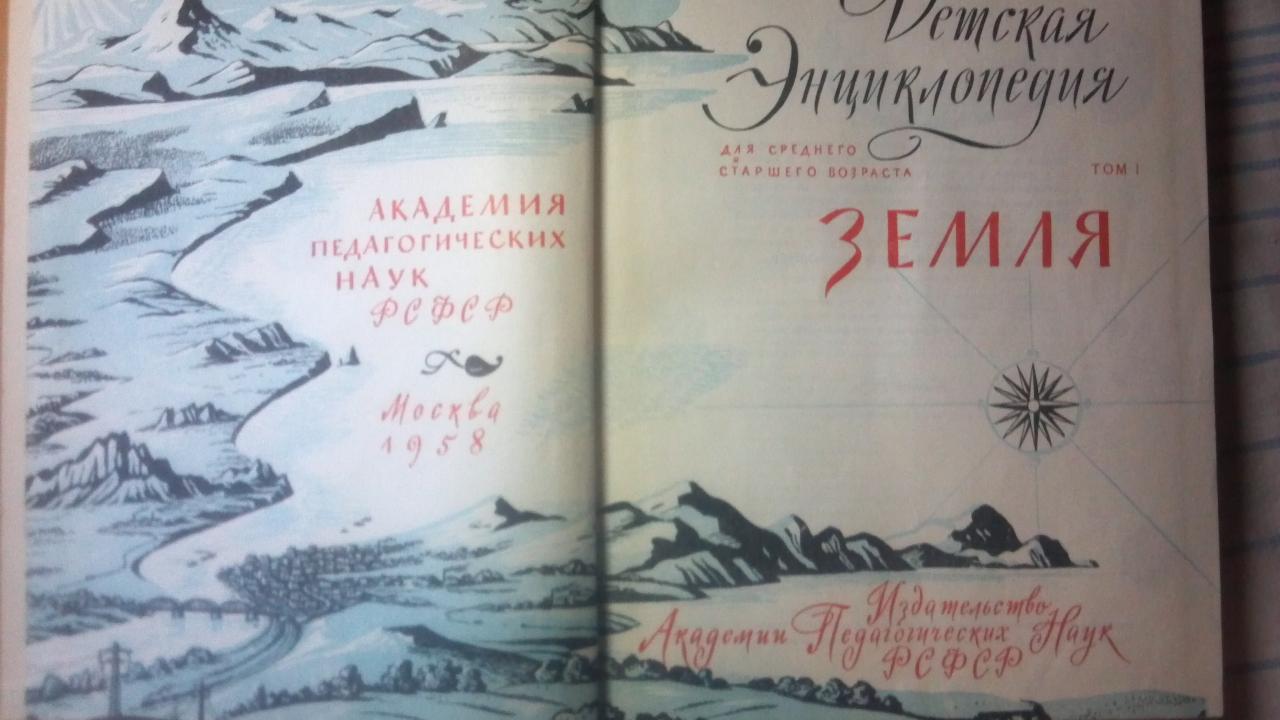 АКАДЕМИЯ
ПЕДАГОГИЧЕСКИХ
НАУК
РСФСР
Москва
1958
Детская
Энциклопедия
ДЛЯ СРЕДНЕГО
И
СТАРШЕГО ВОЗРАСТА
ТОМ I
ЗЕМЛЯ
Издательство
Академии Педагогических Наук
РСФСР